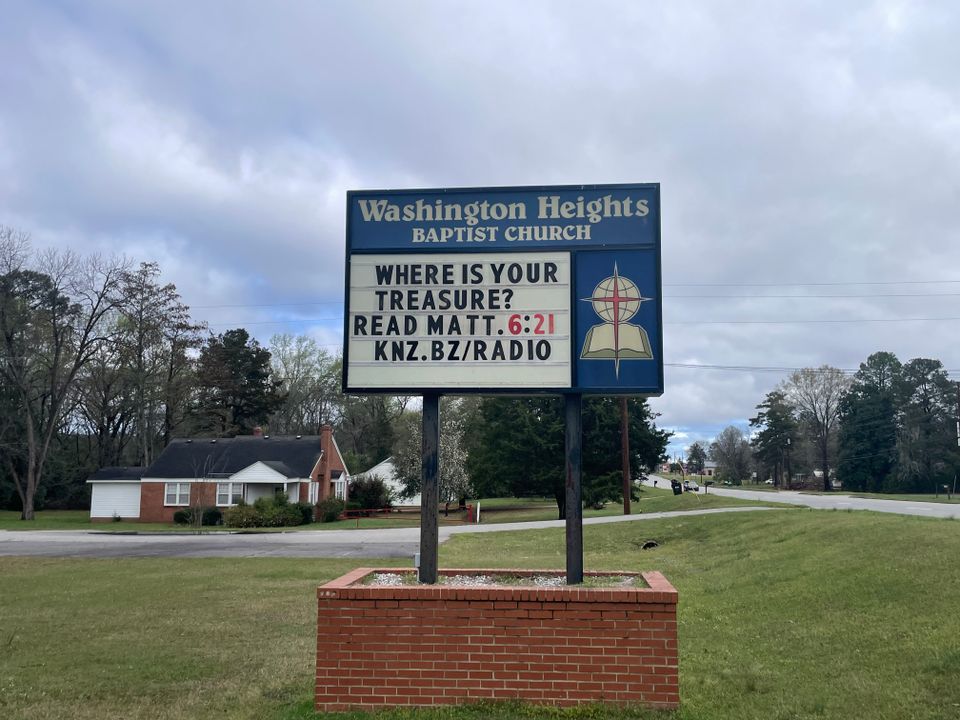 Washington Heights
BAPTIST CHURCH
WHERE IS YOUR
TREASURE?
READ MATT. 6:21
KNZ.BZ/RADIO